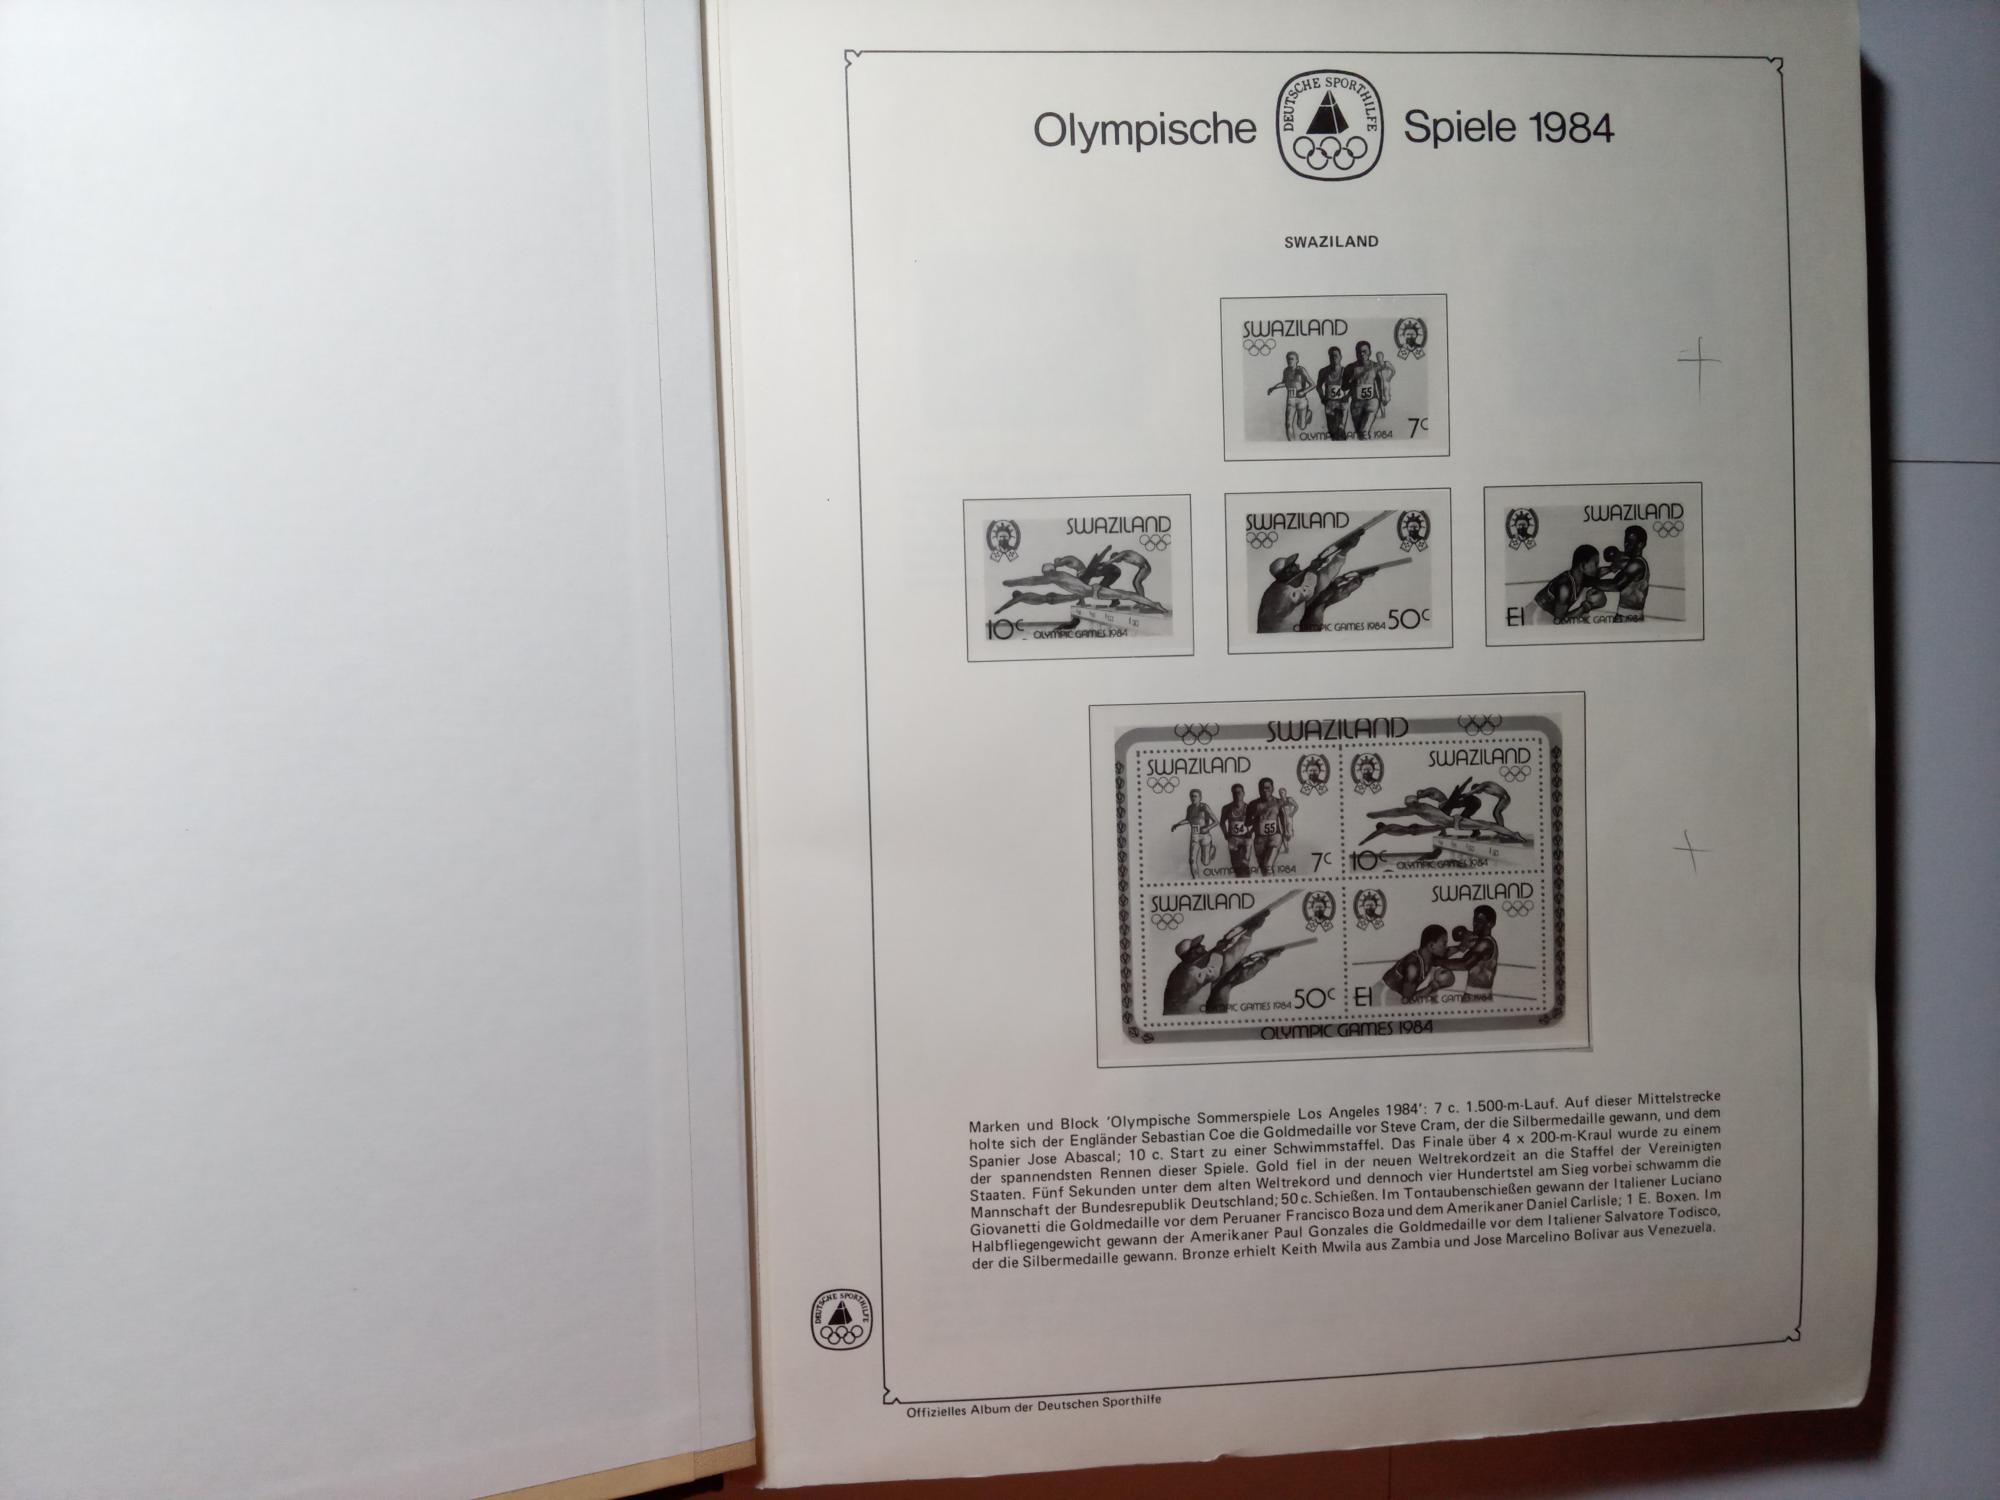 Olympische Spiele 1984
DEUTSCHE SPORTHILFE
SWAZILAND
SWAZILAND
54 55
OLYMPIC GAMES 1984 7c
SWAZILAND
10c OLYMPIC GAMES 1984
SWAZILAND
OLYMPIC GAMES 1984 50c
SWAZILAND
E1 OLYMPIC GAMES 1984
SWAZILAND
SWAZILAND
54 55
OLYMPIC GAMES 1984 7c
SWAZILAND
10c OLYMPIC GAMES 1984
SWAZILAND
OLYMPIC GAMES 1984 50c
SWAZILAND
E1 OLYMPIC GAMES 1984
OLYMPIC GAMES 1984
Marken und Block 'Olympische Sommerspiele Los Angeles 1984': 7 c. 1.500-m-Lauf. Auf dieser Mittelstrecke
holte sich der Engländer Sebastian Coe die Goldmedaille vor Steve Cram, der die Silbermedaille gewann, und dem
Spanier Jose Abascal; 10 c. Start zu einer Schwimmstaffel. Das Finale über 4 x 200-m-Kraul wurde zu einem
der spannendsten Rennen dieser Spiele. Gold fiel in der neuen Weltrekordzeit an die Staffel der Vereinigten
Staaten. Fünf Sekunden unter dem alten Weltrekord und dennoch vier Hundertstel am Sieg vorbei schwamm die
Mannschaft der Bundesrepublik Deutschland; 50 c. Schießen. Im Tontaubenschießen gewann der Italiener Luciano
Giovanetti die Goldmedaille vor dem Peruaner Francisco Boza und dem Amerikaner Daniel Carlisle; 1 E. Boxen. Im
Halbfliegengewicht gewann der Amerikaner Paul Gonzales die Goldmedaille vor dem Italiener Salvatore Todisco,
der die Silbermedaille gewann. Bronze erhielt Keith Mwila aus Zambia und Jose Marcelino Bolivar aus Venezuela.
DEUTSCHE SPORTHILFE
Offizielles Album der Deutschen Sporthilfe